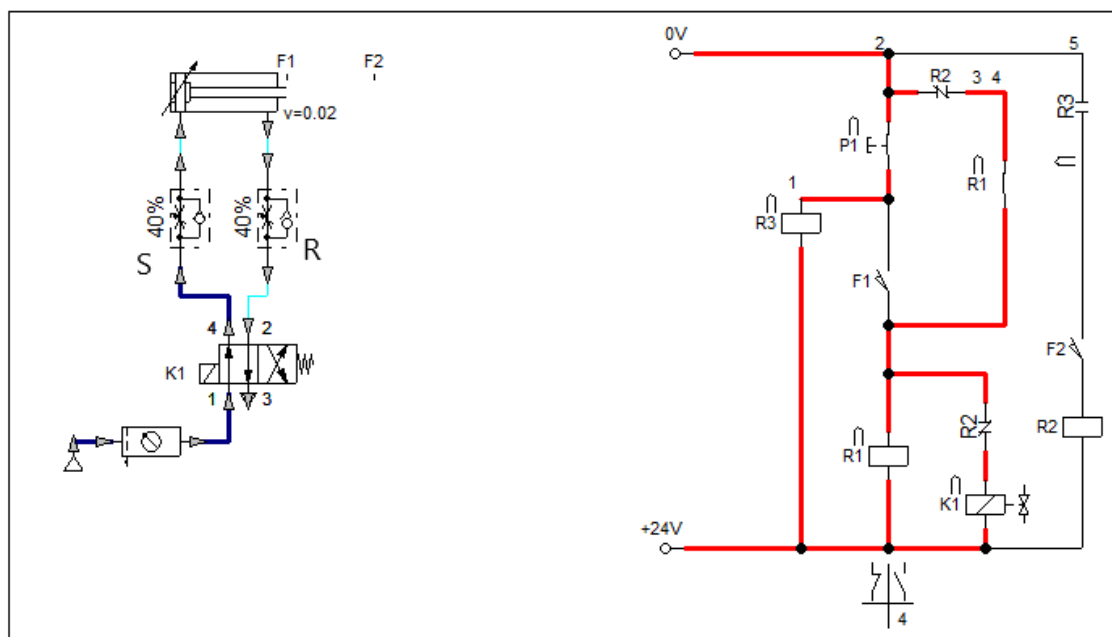 F1 F2
v=0.02
40% 40%
S R
4 2
K1
1 3
0V 2 5
R2 3 4
R3
P1
R1
1
R3
F1
F2
R2
R2
R1
K1
+24V
4